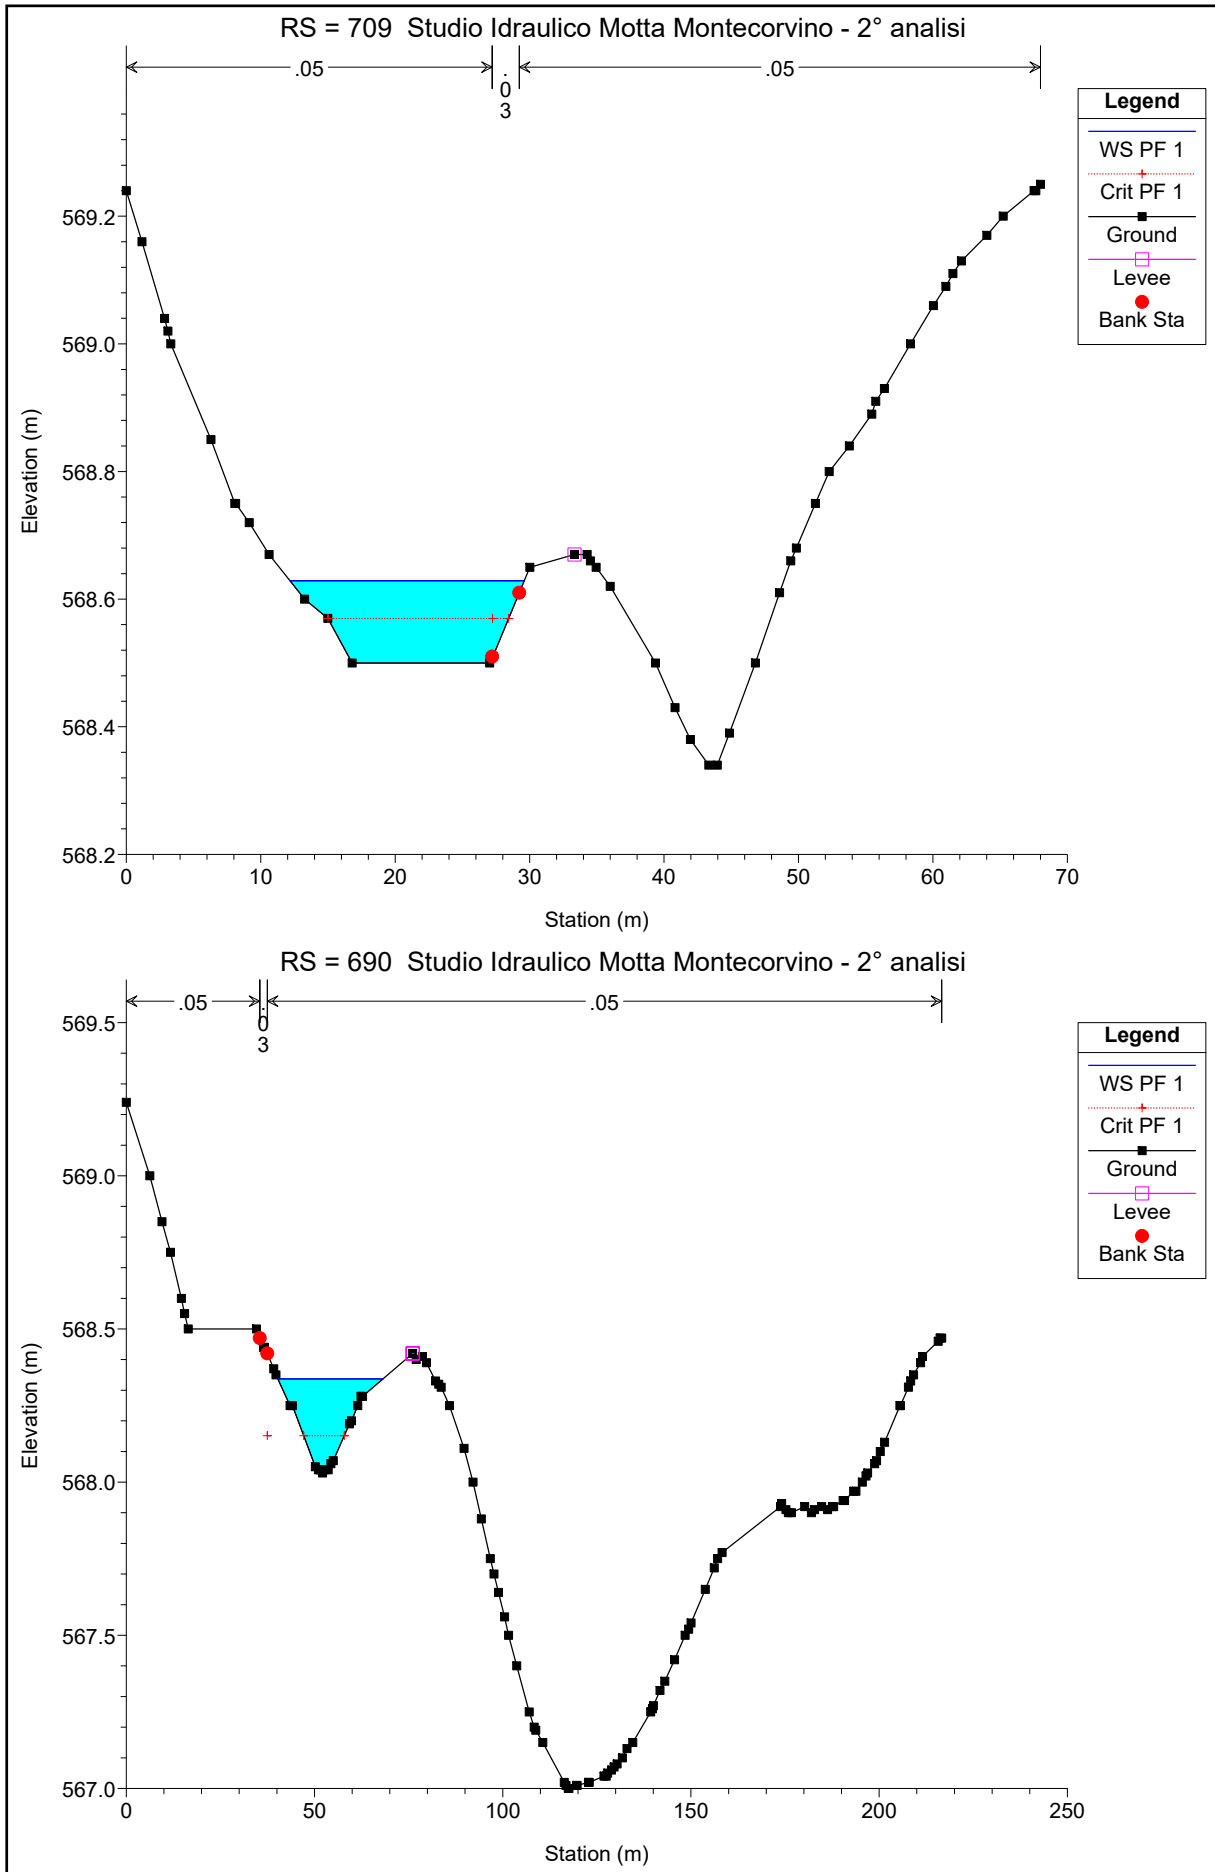 RS = 709  Studio Idraulico Motta Montecorvino - 2° analisi
.05
.03
.05
Legend
WS PF 1
Crit PF 1
Ground
Levee
Bank Sta
Elevation (m)
569.2
569.0
568.8
568.6
568.4
568.2
0 10 20 30 40 50 60 70
Station (m)
RS = 690  Studio Idraulico Motta Montecorvino - 2° analisi
.05
.03
.05
Legend
WS PF 1
Crit PF 1
Ground
Levee
Bank Sta
Elevation (m)
569.5
569.0
568.5
568.0
567.5
567.0
0 50 100 150 200 250
Station (m)